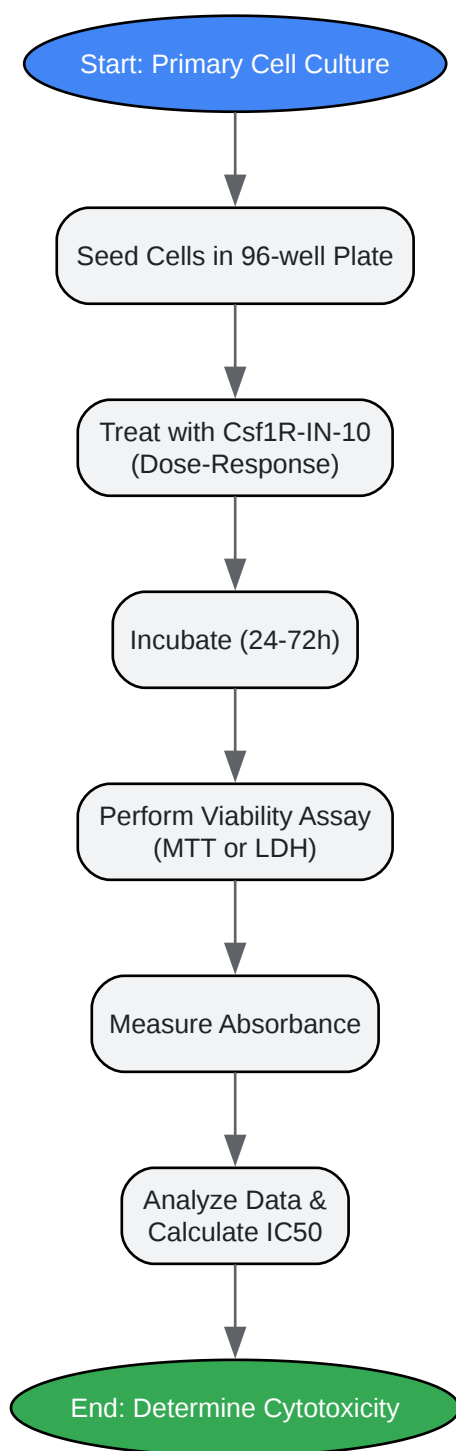 Start: Primary Cell Culture
Seed Cells in 96-well Plate
Treat with Csf1R-IN-10
(Dose-Response)
Incubate (24-72h)
Perform Viability Assay
(MTT or LDH)
Measure Absorbance
Analyze Data &
Calculate IC50
End: Determine Cytotoxicity